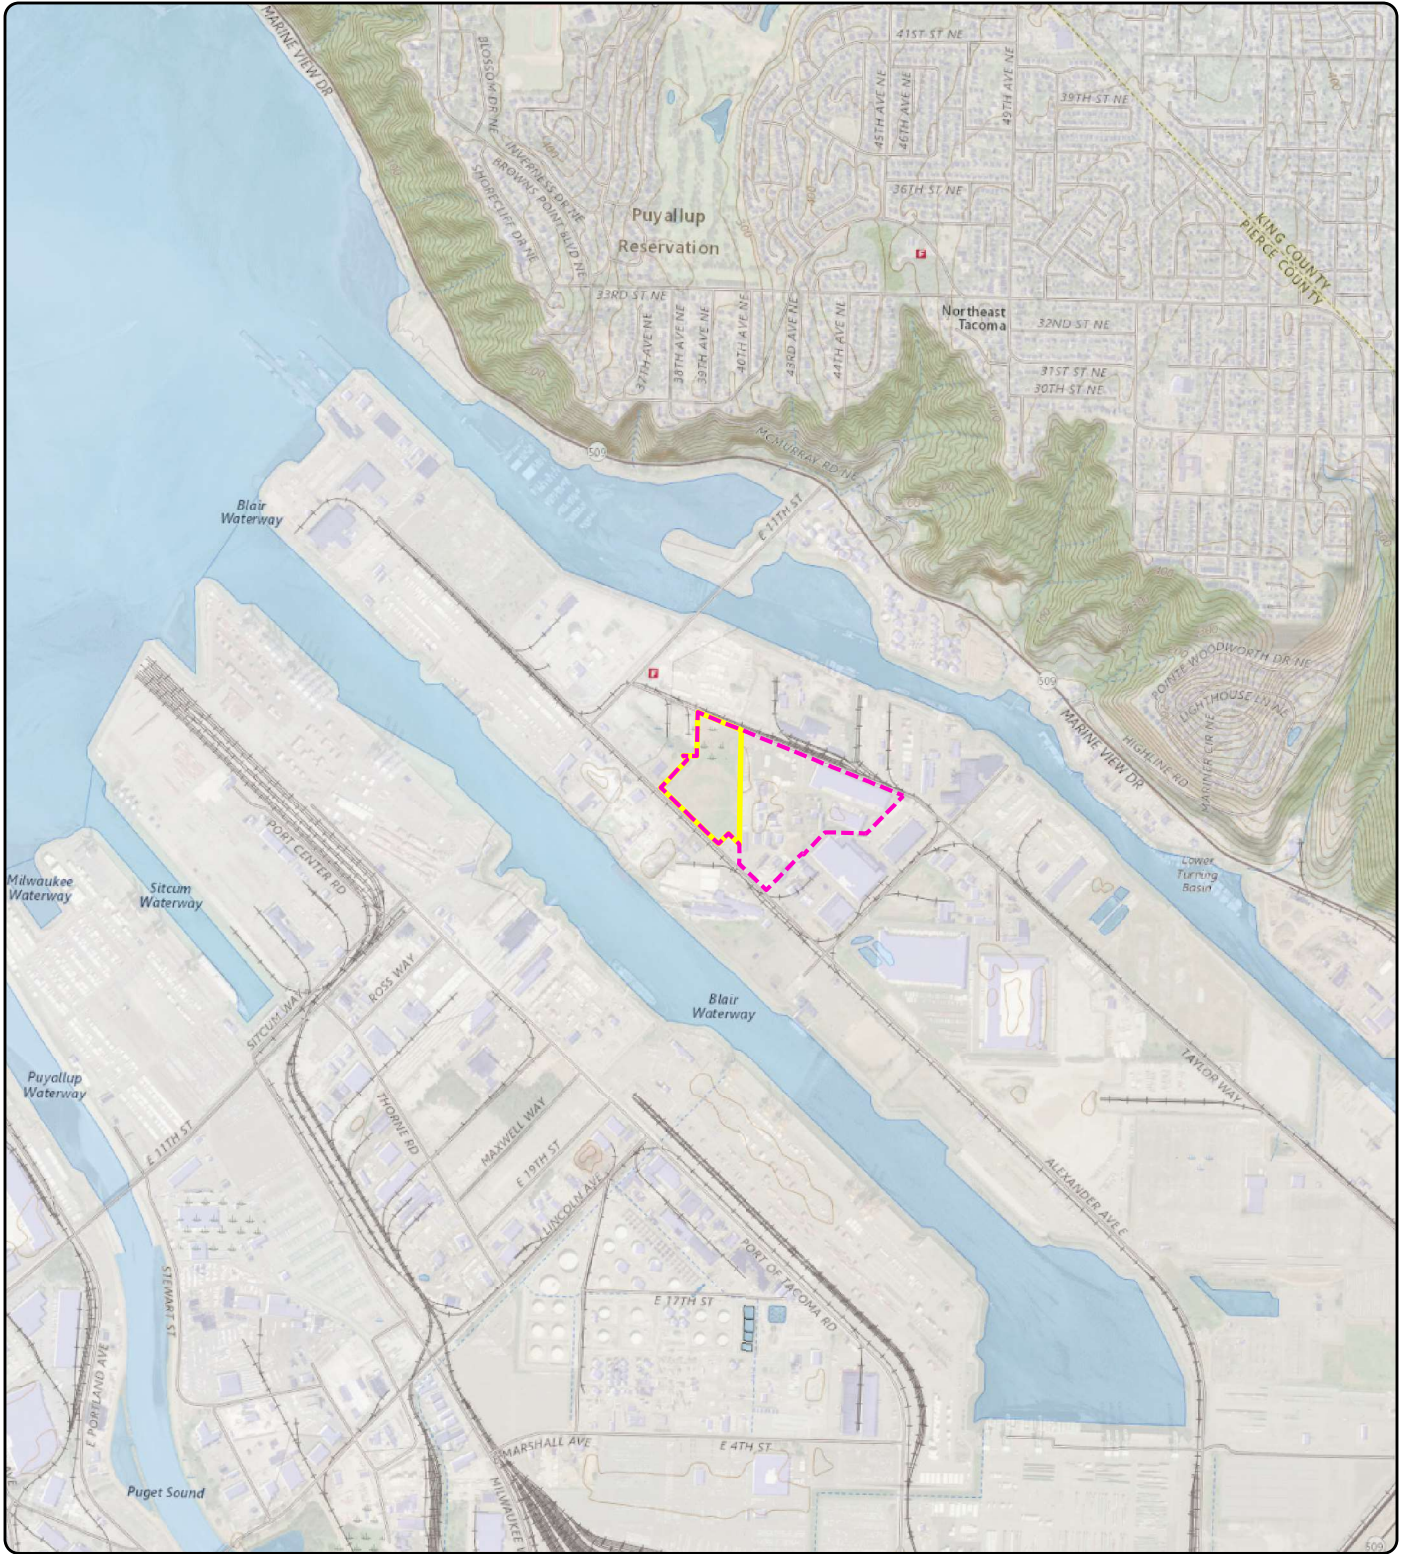 MARINE VIEW DR
BLOSSOM DR NE
41ST ST NE
39TH ST NE
45TH AVE NE
46TH AVE NE
49TH AVE NE
400
INVERNESS DR NE
BROWNS POINT BLVD NE
SHORECLIFF DR NE
36TH ST NE
400
Puyallup
Reservation
300
F
KING COUNTY
PIERCE COUNTY
33RD ST NE
Northeast
Tacoma
32ND ST NE
37TH AVE NE
38TH AVE NE
39TH AVE NE
40TH AVE NE
43RD AVE NE
44TH AVE NE
31ST ST NE
30TH ST NE
509
MCMURRAY RD NE
E 11TH ST
Blair
Waterway
F
509
POINTE WOODWORTH DR NE
LIGHTHOUSE LN NE
MARINER CIR NE
MARINE VIEW DR
HIGHLINE RD
PORT CENTER RD
Milwaukee
Waterway
Sitcum
Waterway
Lower
Turning
Basin
ROSS WAY
SITCUM WAY
Blair
Waterway
Puyallup
Waterway
TAYLOR WAY
THORNE RD
MAXWELL WAY
E 11TH ST
E 19TH ST
LINCOLN AVE
ALEXANDER AVE E
STEWART ST
PORT OF TACOMA RD
E 17TH ST
E PORTLAND AVE
MARSHALL AVE
E 4TH ST
Puget Sound
MILWAUKEE
509